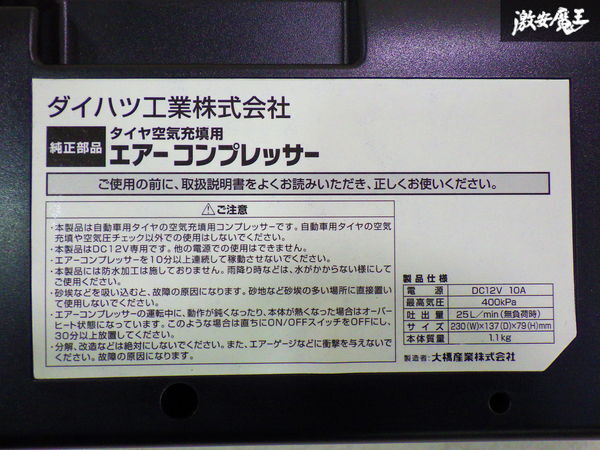 激安魔王
ダイハツ工業株式会社
純正部品
タイヤ空気充填用
エアーコンプレッサー
ご使用の前に、取扱説明書をよくお読みいただき、正しくお使いください。
⚠ご注意
・本製品は自動車用タイヤの空気充填用コンプレッサーです。自動車用タイヤの空気
充填や空気圧チェック以外での使用はしないでください。
・本製品はDC12V専用です。他の電源での使用はできません。
・エアーコンプレッサーを10分以上連続して稼動させないでください。
・本製品には防水加工は施しておりません。雨降り時などは、水がかからない様にして
ご使用ください。
・砂埃などを吸い込むと、故障の原因になります。砂地など砂埃の多い場所に直接置い
て使用しないでください。
・エアーコンプレッサーの運転中に、動作が鈍くなったり、本体が熱くなった場合はオーバー
ヒート状態になっています。このような場合は直ちにON/OFFスイッチをOFFにし、
30分以上放置してください。
・分解、改造などは絶対にしないでください。また、エアーゲージなどに衝撃を与えないで
ください。故障の原因になります。
製品仕様
電源 DC12V 10A
最高気圧 400kPa
吐出量 25L/min(無負荷時)
サイズ 230(W)×137(D)×79(H)mm
本体質量 1.1kg
製造者：大橋産業株式会社